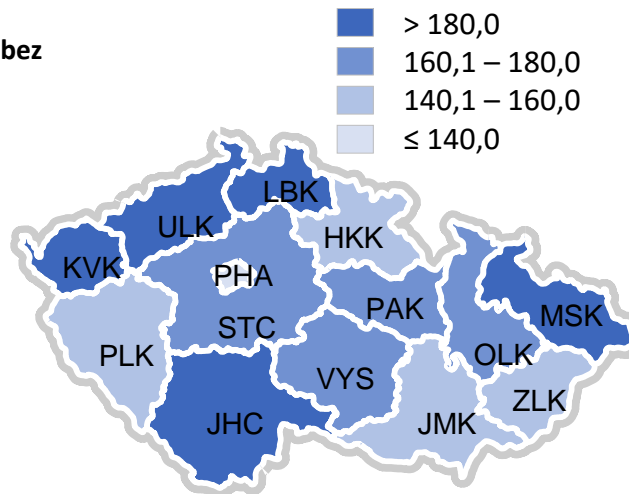 bez
> 180,0
160,1 – 180,0
140,1 – 160,0
≤ 140,0
LBK
ULK
HKK
KVK
PHA
PAK
MSK
STC
PLK
OLK
VYS
ZLK
JHC
JMK